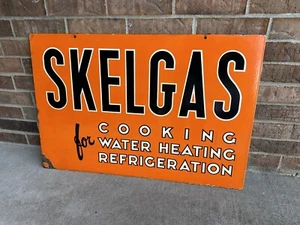 SKELGAS
for COOKING
WATER HEATING
REFRIGERATION